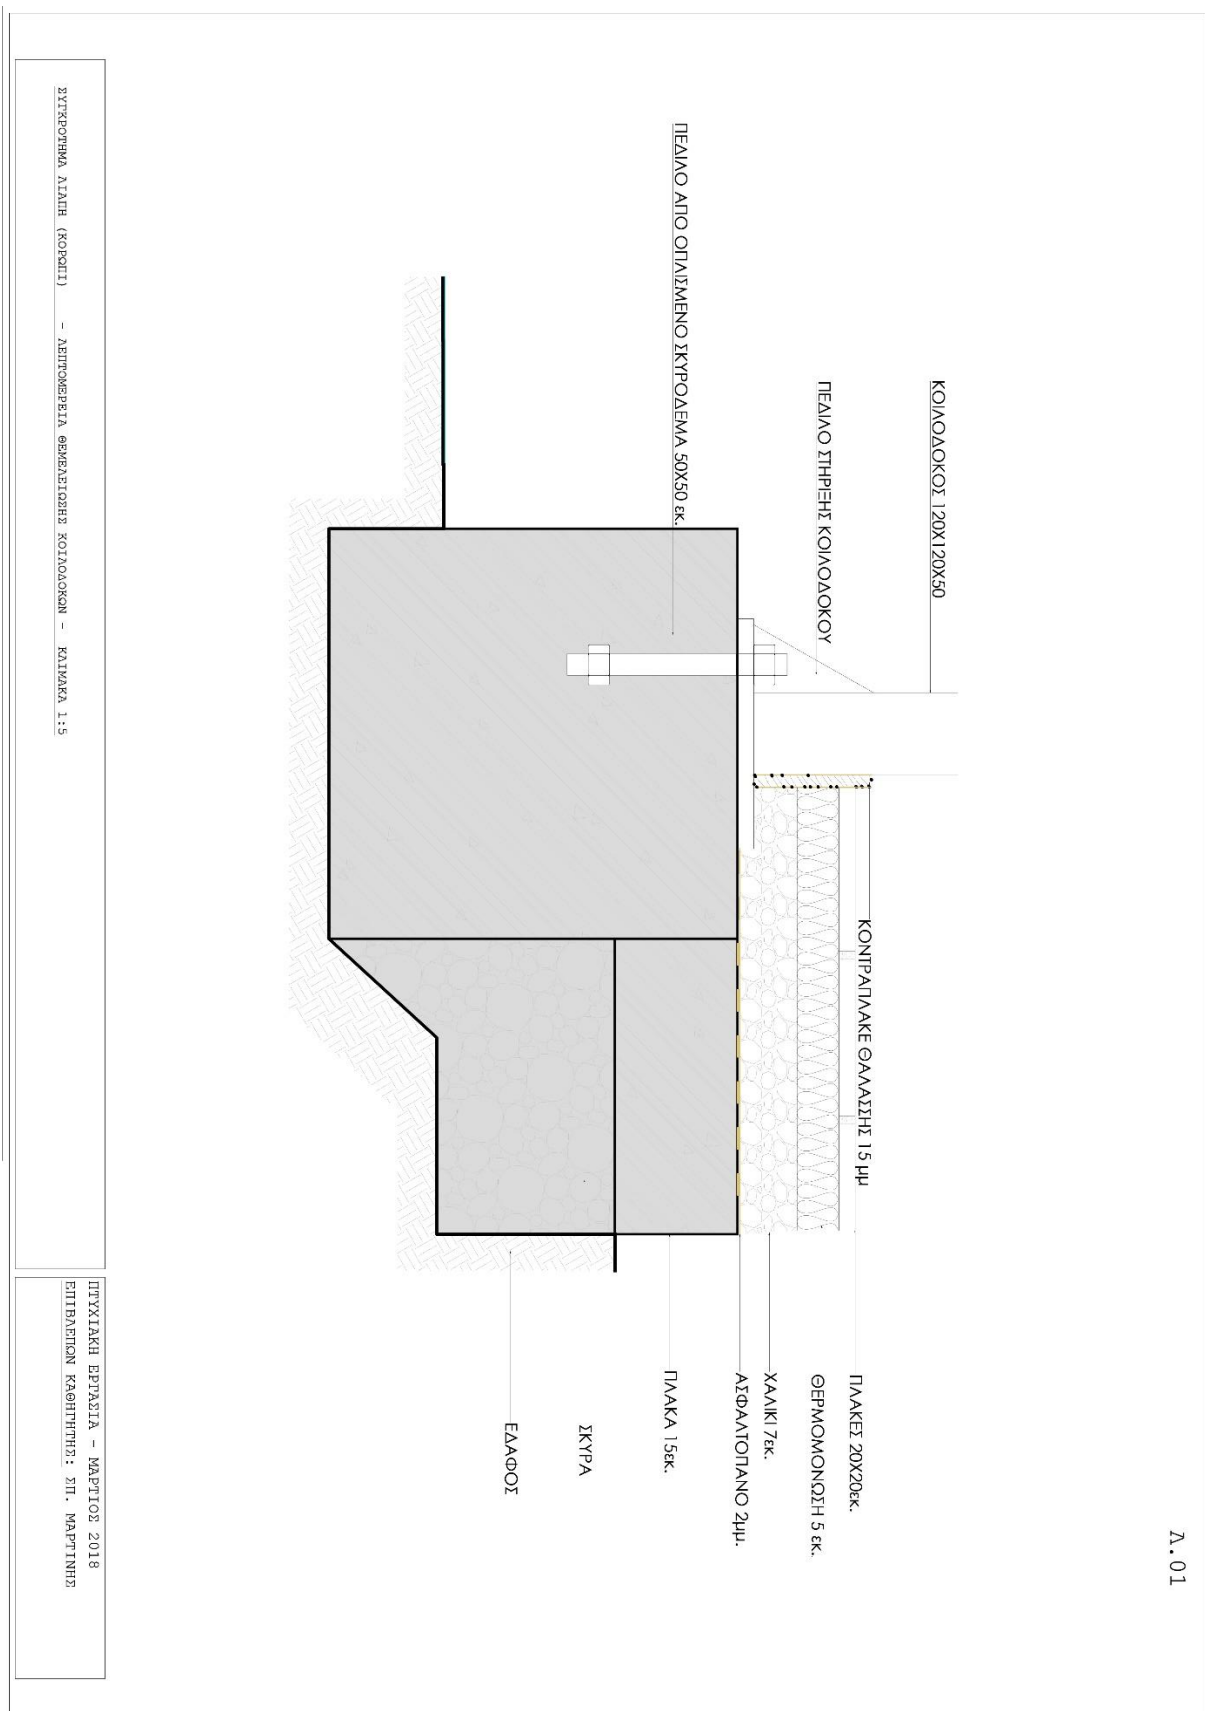 Λ.01
ΚΟΙΛΟΔΟΚΟΣ 120Χ120Χ50
ΠΕΔΙΛΟ ΣΤΗΡΙΞΗΣ ΚΟΙΛΟΔΟΚΟΥ
ΠΕΔΙΛΟ ΑΠΟ ΟΠΛΙΣΜΕΝΟ ΣΚΥΡΟΔΕΜΑ 50Χ50 εκ.
ΚΟΝΤΡΑΠΛΑΚΕ ΘΑΛΑΣΣΗΣ 15 μμ
ΠΛΑΚΕΣ 20Χ20εκ.
ΘΕΡΜΟΜΟΝΩΣΗ 5 εκ.
ΧΑΛΙΚΙ 7εκ.
ΑΣΦΑΛΤΟΠΑΝΟ 2μμ.
ΠΛΑΚΑ 15εκ.
ΣΚΥΡΑ
ΕΔΑΦΟΣ
ΣΥΓΚΡΟΤΗΜΑ ΛΙΑΠΗ (ΚΟΡΩΠΙ) - ΛΕΠΤΟΜΕΡΕΙΑ ΘΕΜΕΛΕΙΩΣΗΣ ΚΟΙΛΟΔΟΚΩΝ - ΚΛΙΜΑΚΑ 1:5
ΠΤΥΧΙΑΚΗ ΕΡΓΑΣΙΑ - ΜΑΡΤΙΟΣ 2018
ΕΠΙΒΛΕΠΩΝ ΚΑΘΗΓΗΤΗΣ: ΣΠ. ΜΑΡΤΙΝΗΣ